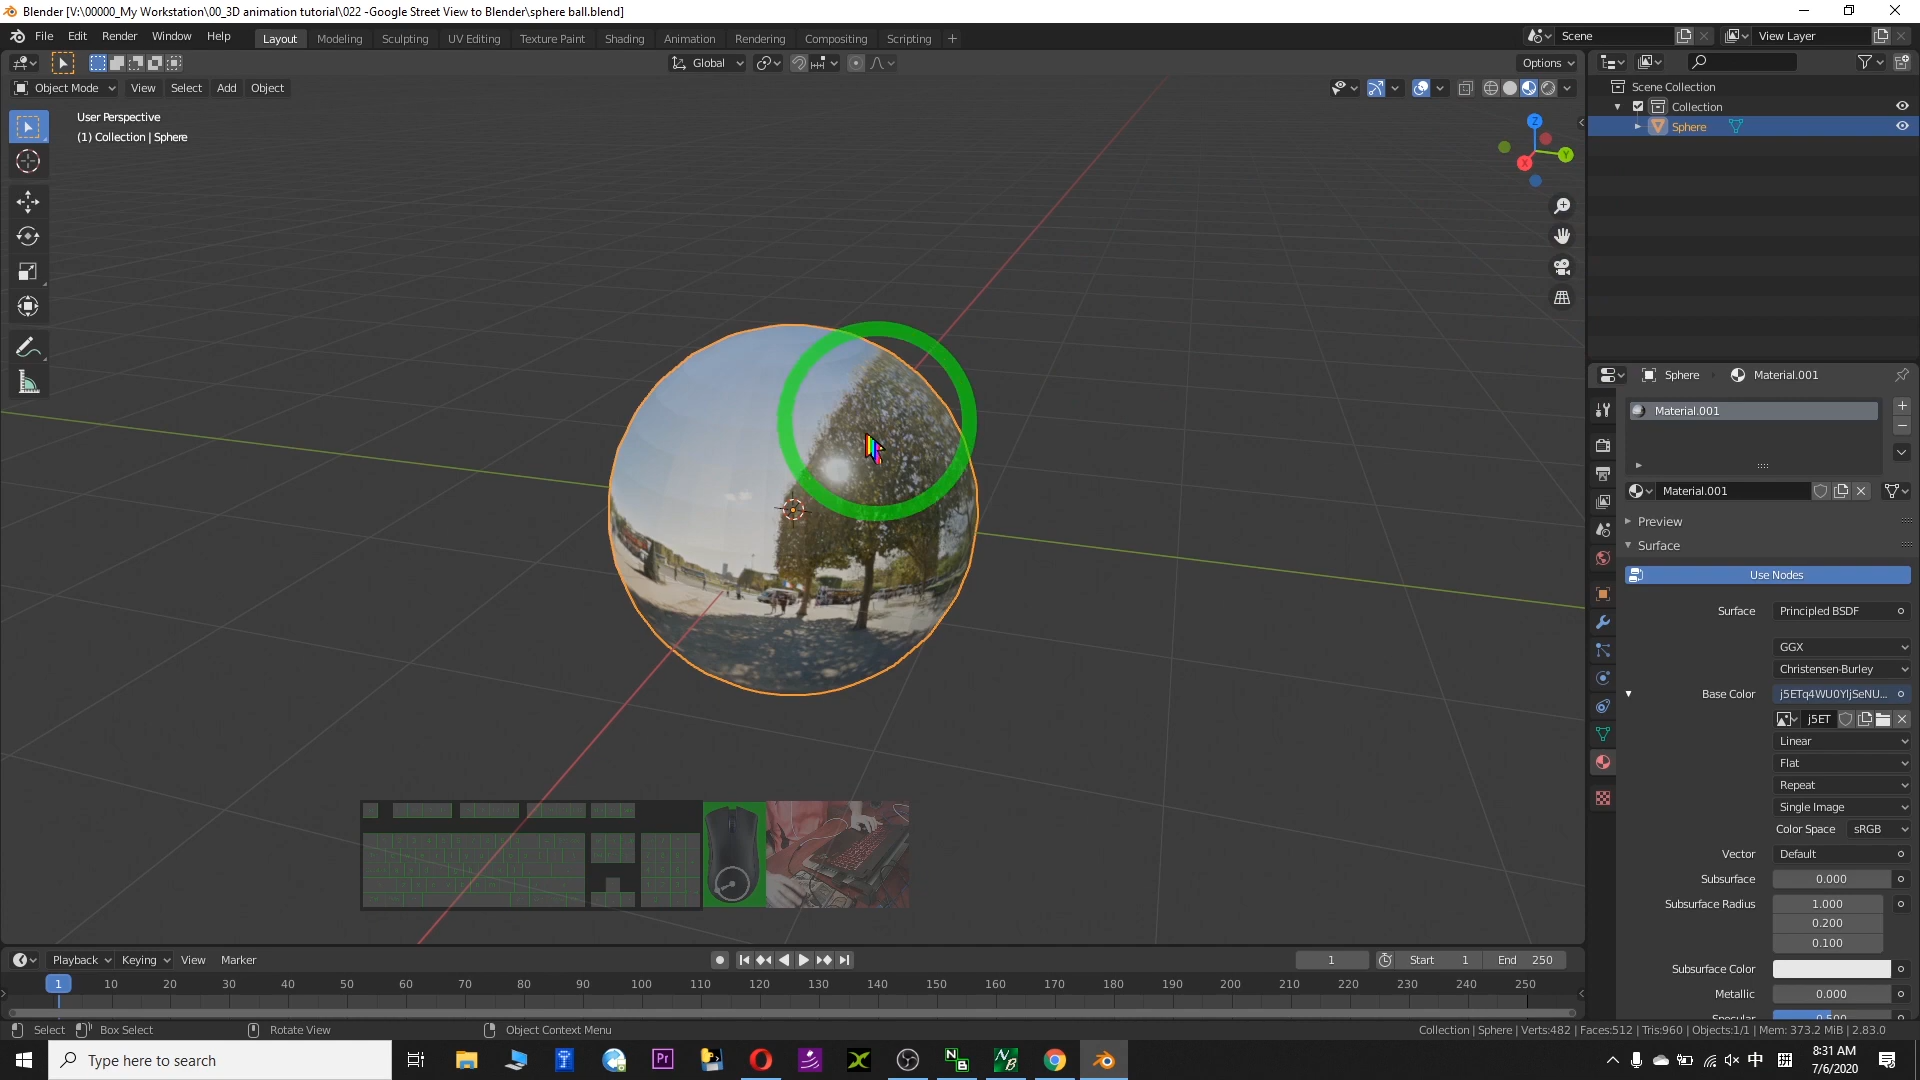 Blender [V:\00000_My Workstation\00_3D animation tutorial\022 -Google Street View to Blender\sphere ball.blend]
File Edit Render Window Help Layout Modeling Sculpting UV Editing Texture Paint Shading Animation Rendering Compositing Scripting + Scene View Layer
Global Options
Object Mode View Select Add Object
User Perspective
(1) Collection | Sphere
Z
Y
X
Scene Collection
Collection
Sphere
Sphere Material.001
Material.001
Material.001
Preview
Surface
Use Nodes
Surface Principled BSDF
GGX
Christensen-Burley
Base Color j5ETq4WU0YljSeNU...
j5ET
Linear
Flat
Repeat
Single Image
Color Space sRGB
Vector Default
Subsurface 0.000
Subsurface Radius 1.000
0.200
0.100
Subsurface Color
Metallic 0.000
Specular 0.500
Playback Keying View Marker 1 Start 1 End 250
1 10 20 30 40 50 60 70 80 90 100 110 120 130 140 150 160 170 180 190 200 210 220 230 240 250
Select Box Select Rotate View Object Context Menu Collection | Sphere | Verts:482 | Faces:512 | Tris:960 | Objects:1/1 | Mem: 373.2 MiB | 2.83.0
Type here to search
Pr
中
拼
8:31 AM
7/6/2020